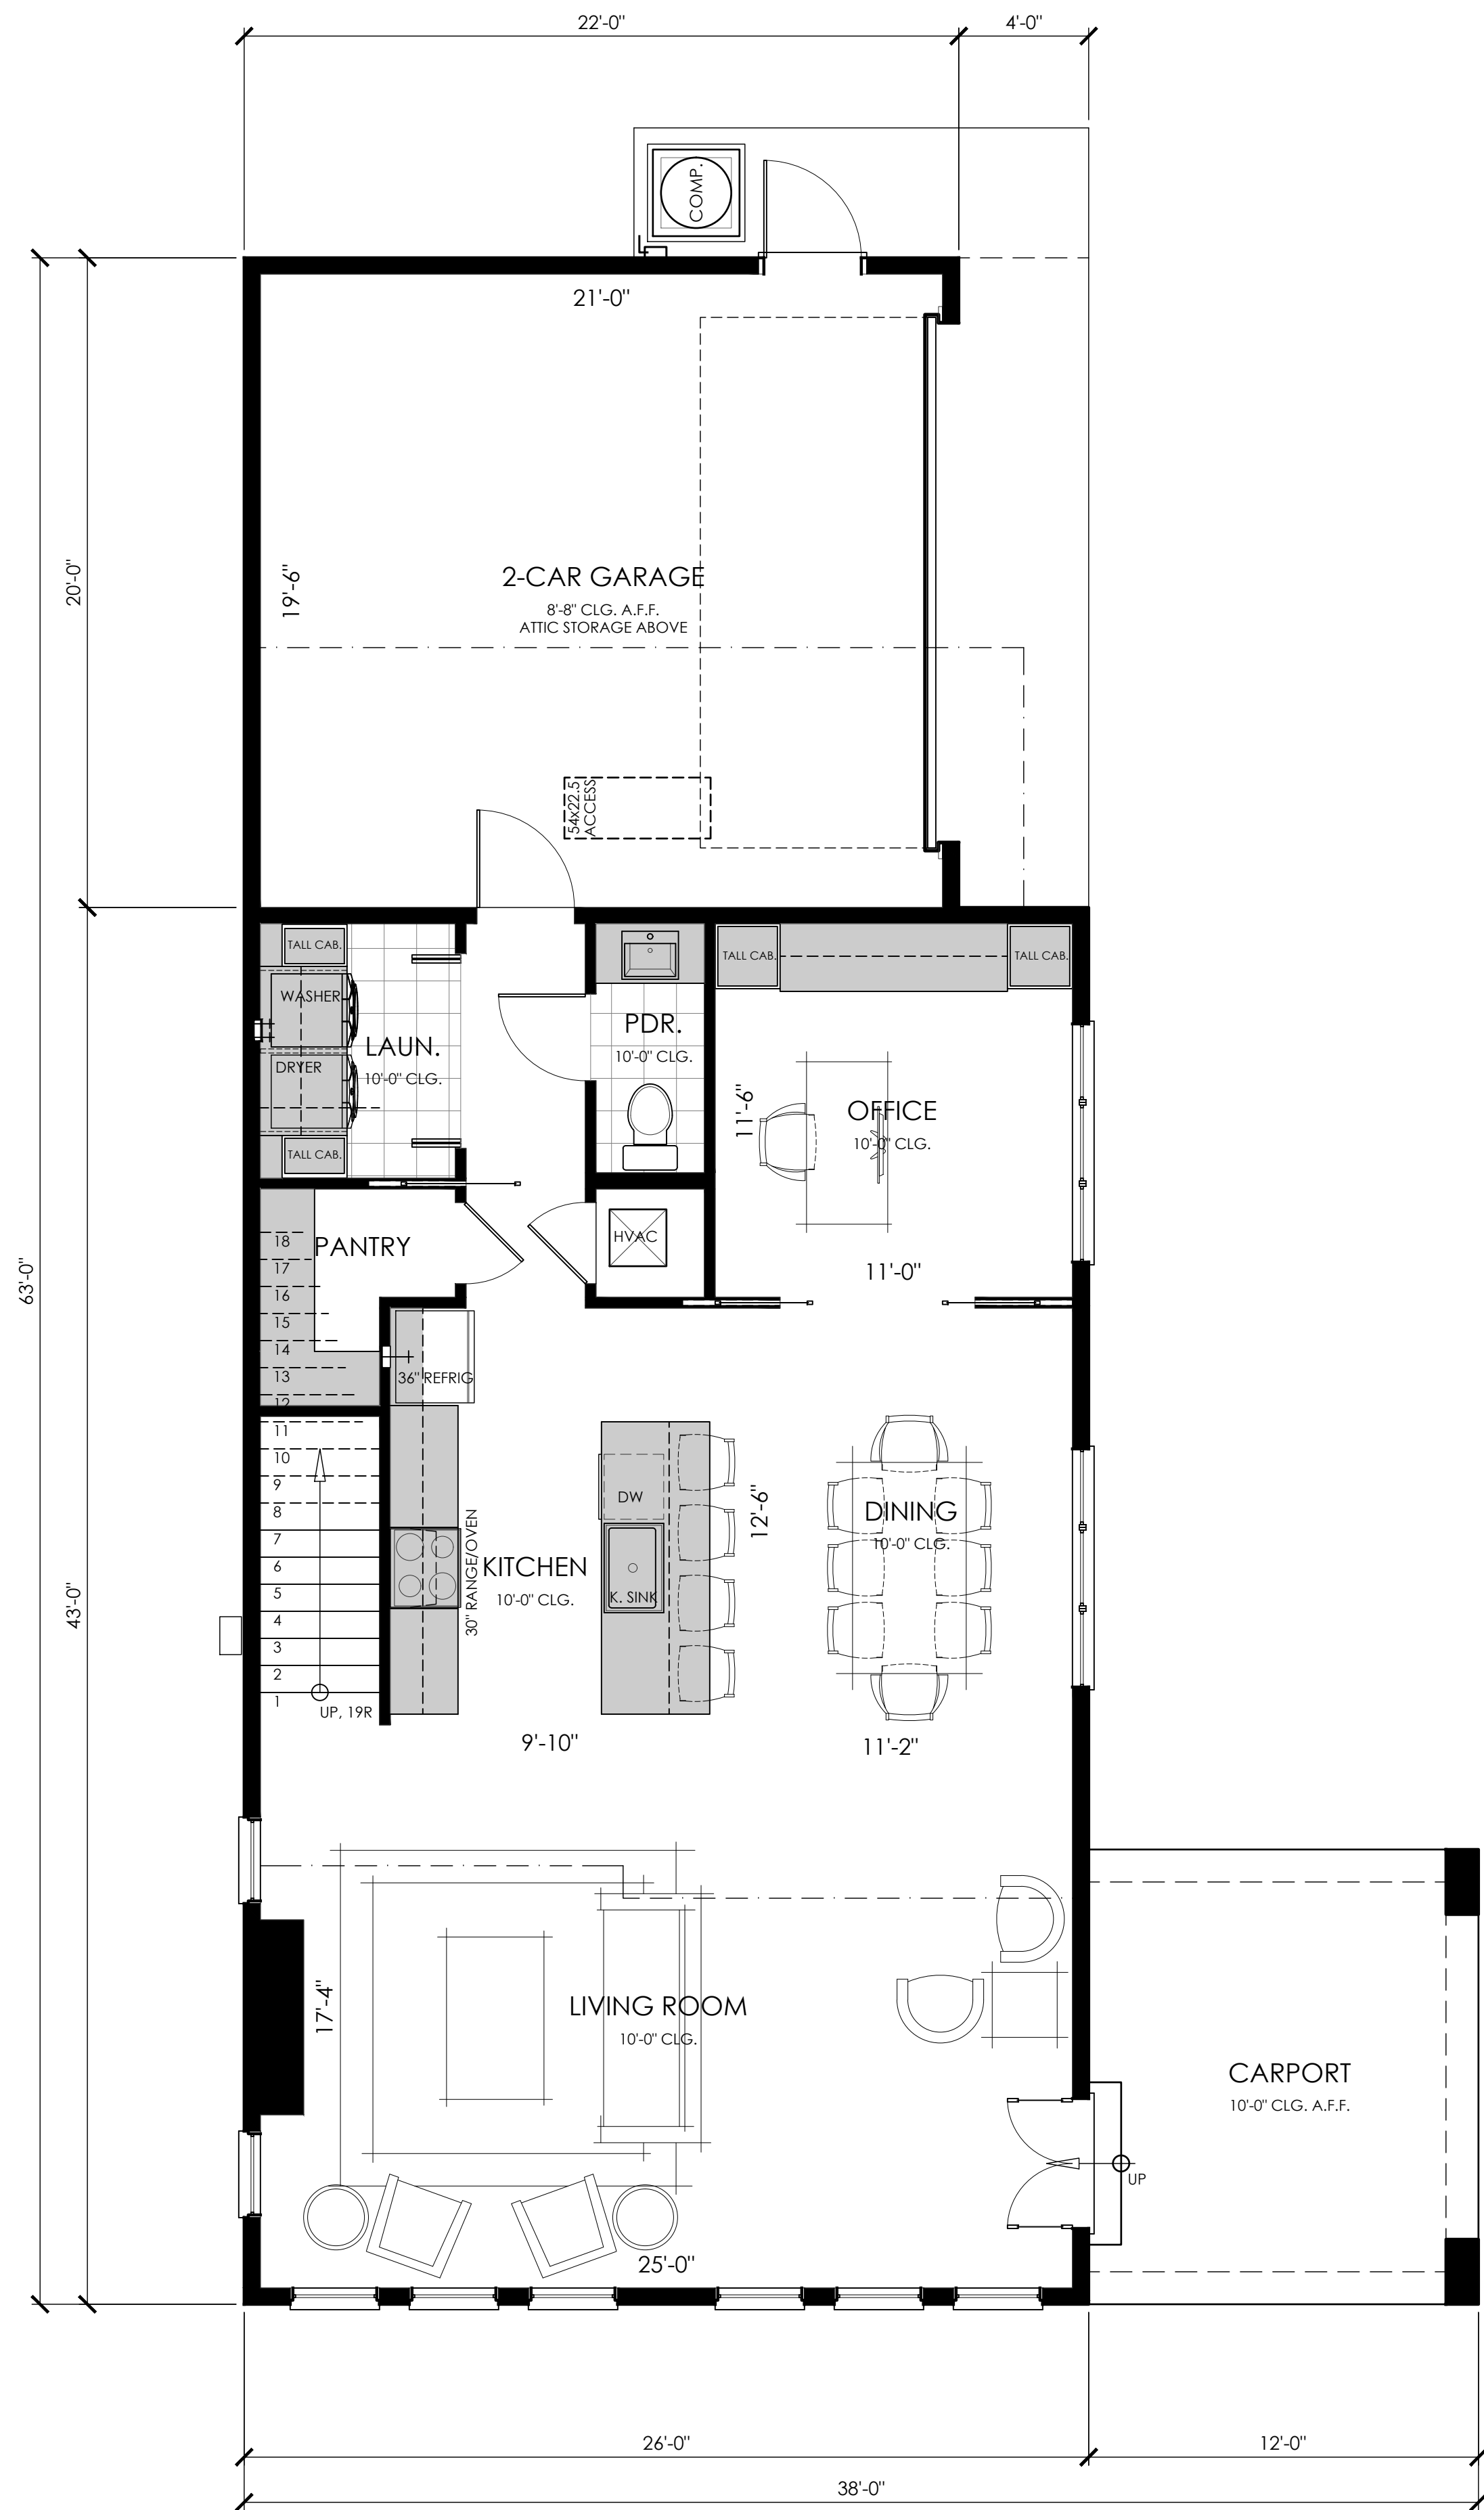 22'-0"
4'-0"
COMP.
21'-0"
20'-0"
19'-6"
2-CAR GARAGE
8'-8" CLG. A.F.F.
ATTIC STORAGE ABOVE
54x22.5
ACCESS
TALL CAB.
TALL CAB.
TALL CAB.
WASHER
PDR.
10'-0" CLG.
LAUN.
10'-0" CLG.
DRYER
11'-6"
OFFICE
10'-0" CLG.
TALL CAB.
HVAC
PANTRY
11'-0"
63'-0"
18
17
16
15
14
13
12
11
10
9
8
7
6
5
4
3
2
1
UP, 19R
36" REFRIG
DW
12'-6"
DINING
10'-0" CLG.
30" RANGE/OVEN
KITCHEN
10'-0" CLG.
K. SINK
43'-0"
9'-10"
11'-2"
17'-4"
LIVING ROOM
10'-0" CLG.
CARPORT
10'-0" CLG. A.F.F.
UP
25'-0"
26'-0"
12'-0"
38'-0"